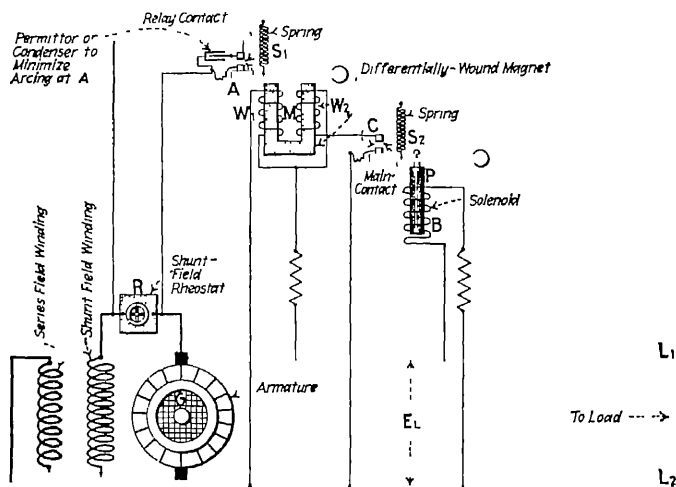 Relay Contact
Permittor or
Condenser to
Minimize
Arcing at A
Spring
S1
A
Differentially-Wound Magnet
W1
M
W2
C
Spring
S2
Main
Contact
P
Solenoid
B
Series Field Winding
Shunt Field Winding
R
Shunt-
Field
Rheostat
G
Armature
EL
L1
To Load
L2